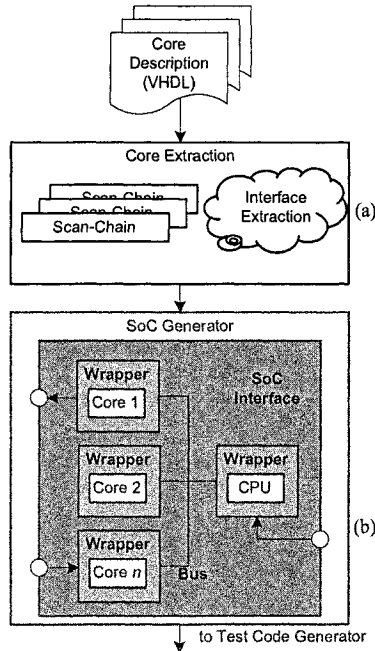 Core
Description
(VHDL)
Core Extraction
Scan-Chain
Scan-Chain
Scan-Chain
Interface
Extraction
(a)
SoC Generator
Wrapper
Core 1
SoC
Interface
Wrapper
Core 2
Wrapper
CPU
Wrapper
Core n
Bus
(b)
to Test Code Generator